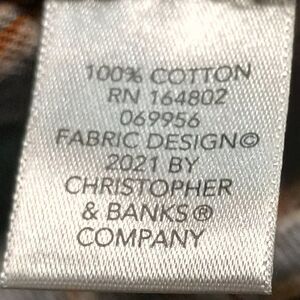 100% COTTON
RN 164802
069956
FABRIC DESIGN©
2021 BY
CHRISTOPHER
& BANKS®
COMPANY